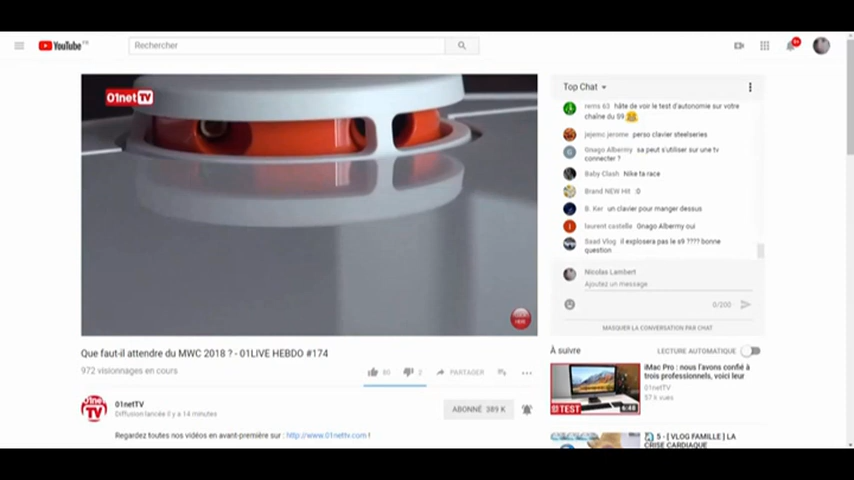 YouTube FR
Rechercher
9+
01net TV
Top Chat
rems 63 hâte de voir le test d'autonomie sur votre
chaîne du S9
jejemc jerome perso clavier steelseries
Gnago Albermy sa peut s'utiliser sur une tv
connecter ?
Baby Clash Nike ta race
Brand NEW Hit :0
B. Ker un clavier pour manger dessus
laurent castelle Gnago Albermy oui
Saad Vlog il explosera pas le s9 ???? bonne
question
Nicolas Lambert
Ajoutez un message
0/200
MASQUER LA CONVERSATION PAR CHAT
Que faut-il attendre du MWC 2018 ? - 01LIVE HEBDO #174
972 visionnages en cours
80
2
PARTAGER
À suivre
LECTURE AUTOMATIQUE
iMac Pro : nous l'avons confié à
trois professionnels, voici leur
01netTV
57 k vues
TEST
6:48
01net TV
01netTV
Diffusion lancée il y a 14 minutes
ABONNÉ 389 K
Regardez toutes nos vidéos en avant-première sur : http://www.01nettv.com !
5 - [ VLOG FAMILLE ] LA
CRISE CARDIAQUE